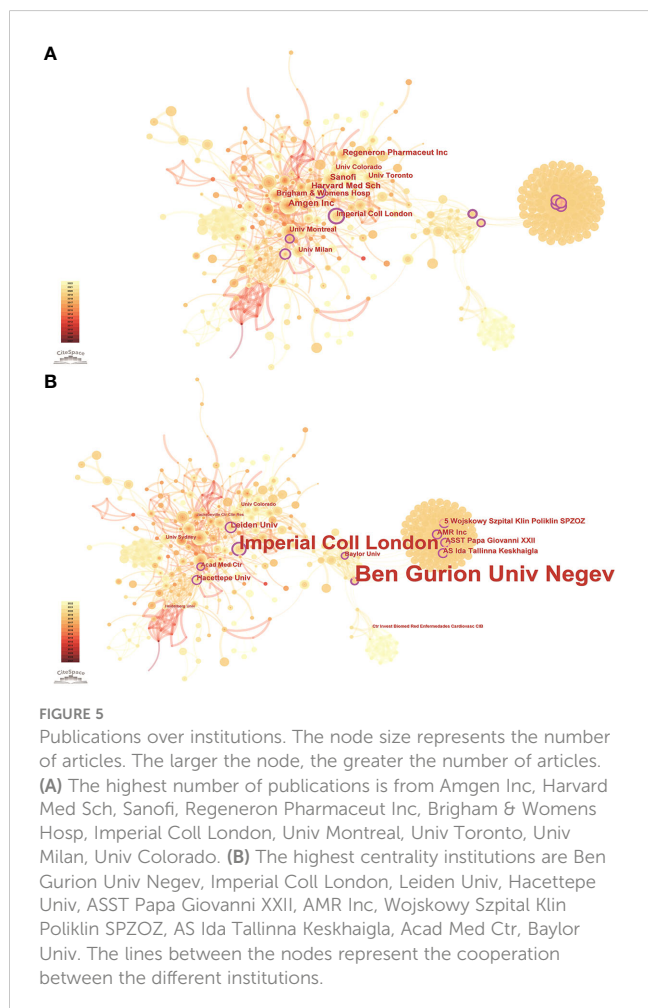 A
Regeneron Pharmaceut Inc
Univ Colorado
Sanofi
Univ Toronto
Harvard Med Sch
Brigham & Womens Hosp
Amgen Inc
Imperial Coll London
Univ Montreal
Univ Milan
CiteSpace
B
Univ Colorado
Leiden Univ
5 Wojskowy Szpital Klin Poliklin SPZOZ
AMR Inc
Univ Sydney
Imperial Coll London
ASST Papa Giovanni XXII
AS Ida Tallinna Keskhaigla
Baylor Univ
Acad Med Ctr
Hacettepe Univ
Ben Gurion Univ Negev
Ctr Invest Biomed Red Enfermedades Cardiovasc CIB
CiteSpace
FIGURE 5
Publications over institutions. The node size represents the number
of articles. The larger the node, the greater the number of articles.
(A) The highest number of publications is from Amgen Inc, Harvard
Med Sch, Sanofi, Regeneron Pharmaceut Inc, Brigham & Womens
Hosp, Imperial Coll London, Univ Montreal, Univ Toronto, Univ
Milan, Univ Colorado. (B) The highest centrality institutions are Ben
Gurion Univ Negev, Imperial Coll London, Leiden Univ, Hacettepe
Univ, ASST Papa Giovanni XXII, AMR Inc, Wojskowy Szpital Klin
Poliklin SPZOZ, AS Ida Tallinna Keskhaigla, Acad Med Ctr, Baylor
Univ. The lines between the nodes represent the cooperation
between the different institutions.